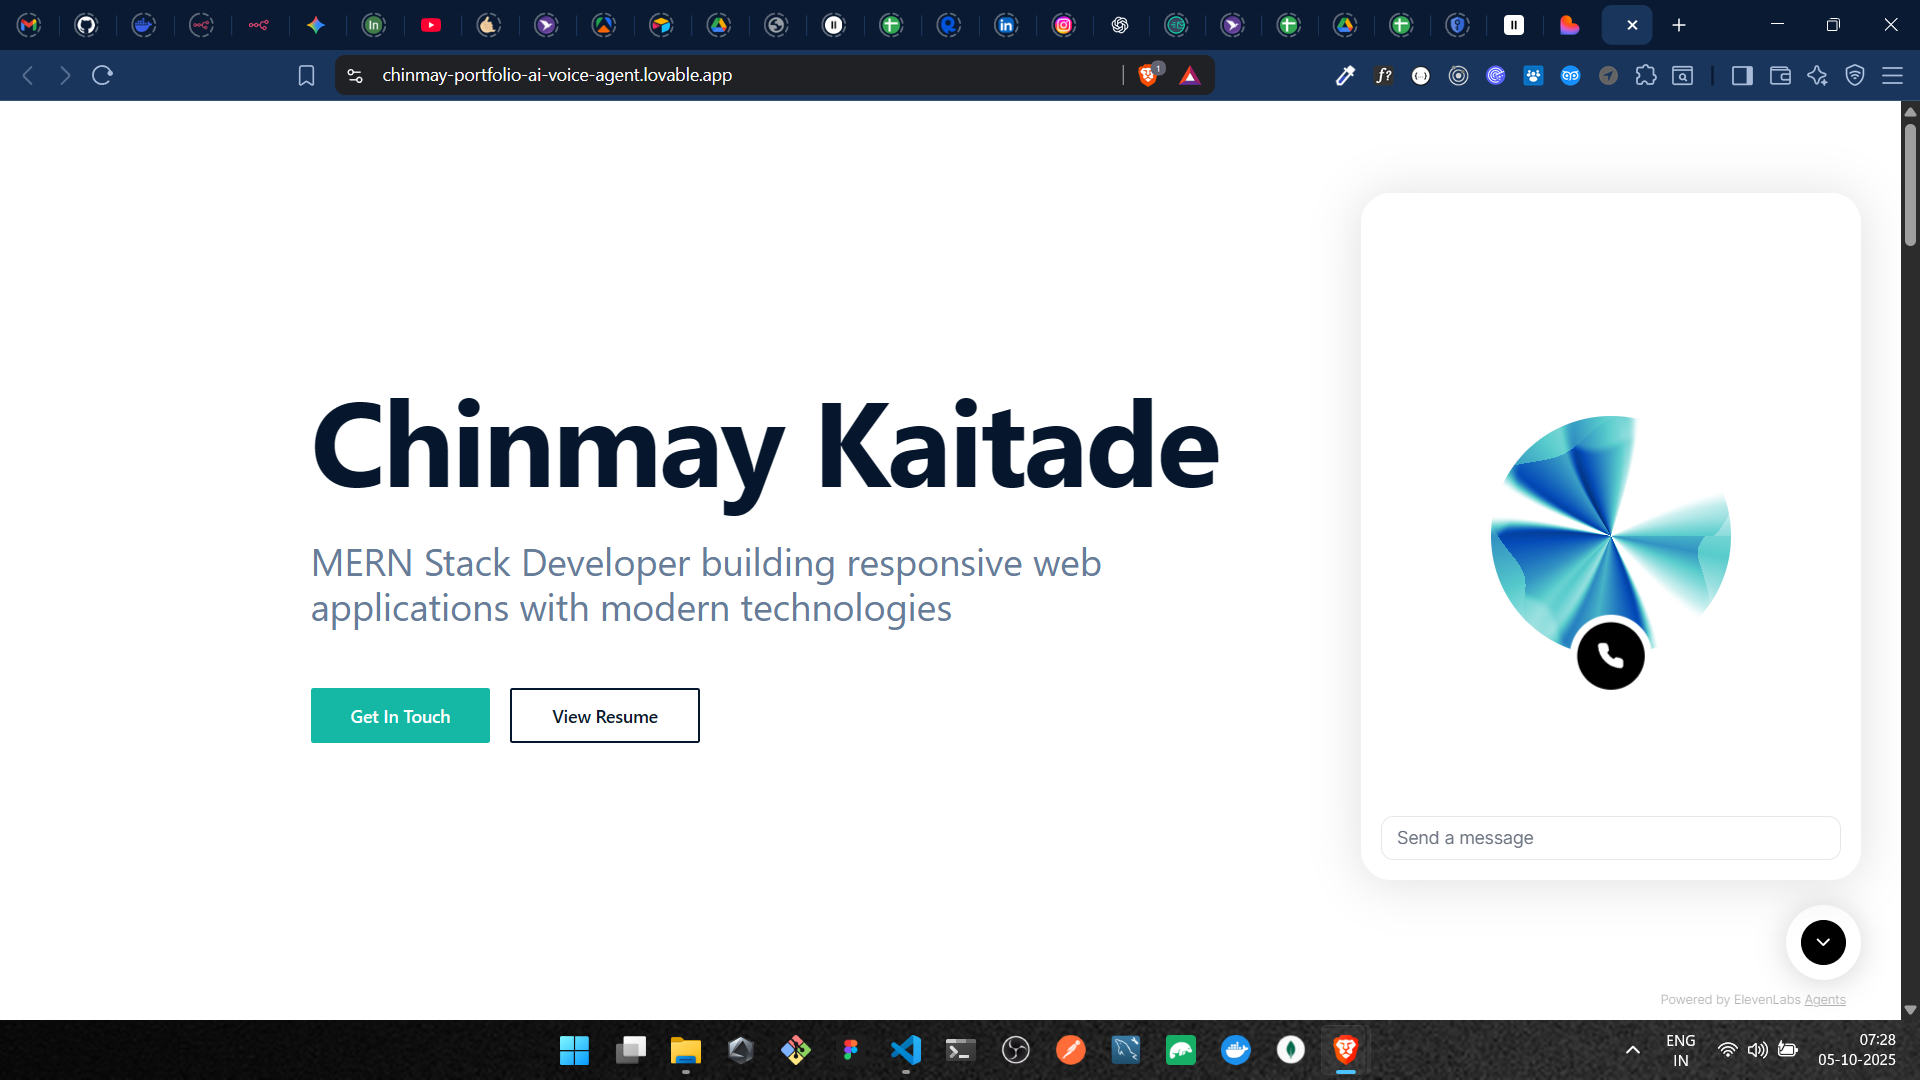 chinmay-portfolio-ai-voice-agent.lovable.app
1
Chinmay Kaitade
MERN Stack Developer building responsive web
applications with modern technologies
Get In Touch
View Resume
Send a message
Powered by ElevenLabs Agents
ENG
IN
07:28
05-10-2025